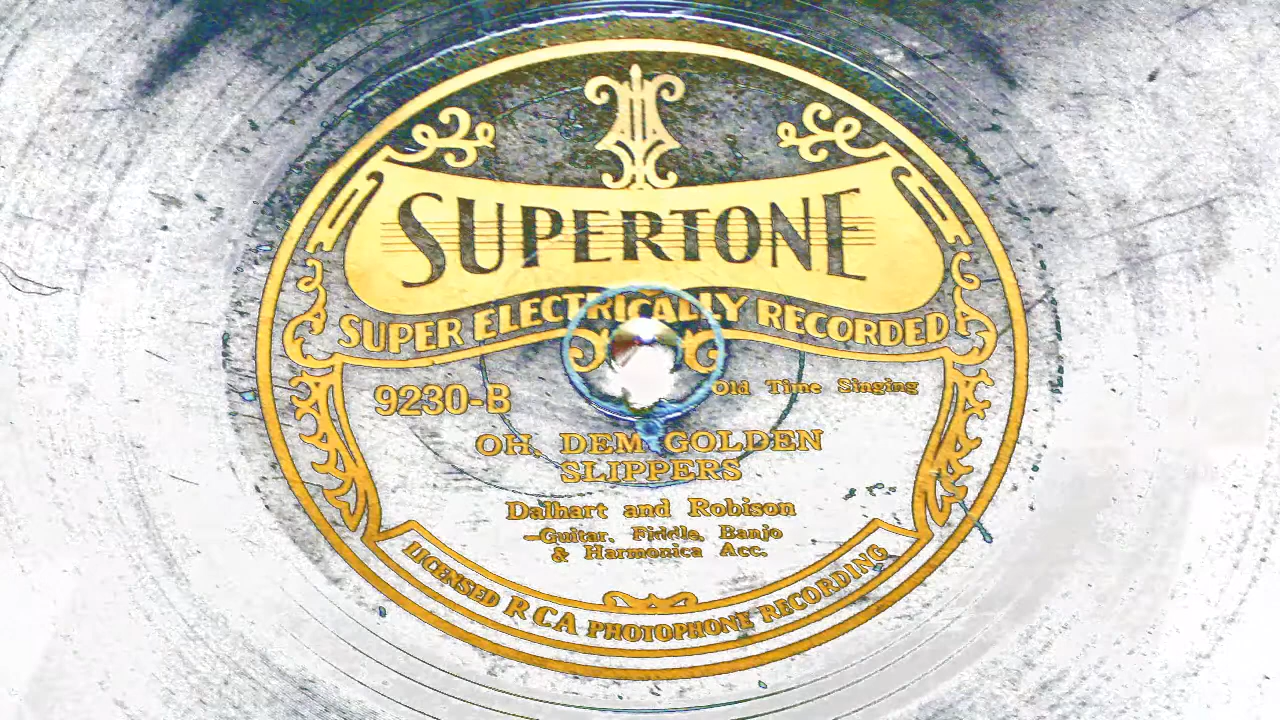 SUPERTONE
SUPER ELECTRICALLY RECORDED
9230-B
Old Time Singing
OH, DEM GOLDEN
SLIPPERS
Dalhart and Robison
—Guitar, Fiddle, Banjo
& Harmonica Acc.
LICENSED RCA PHOTOPHONE RECORDING